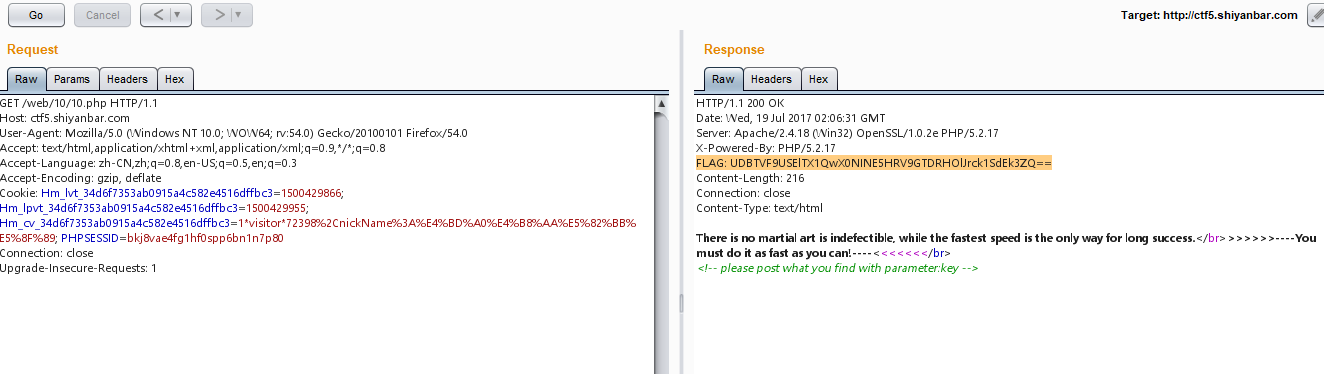 Go
Cancel
<
>
Target: http://ctf5.shiyanbar.com
Request
Raw Params Headers Hex
GET /web/10/10.php HTTP/1.1
Host: ctf5.shiyanbar.com
User-Agent: Mozilla/5.0 (Windows NT 10.0; WOW64; rv:54.0) Gecko/20100101 Firefox/54.0
Accept: text/html,application/xhtml+xml,application/xml;q=0.9,*/*;q=0.8
Accept-Language: zh-CN,zh;q=0.8,en-US;q=0.5,en;q=0.3
Accept-Encoding: gzip, deflate
Cookie: Hm_lvt_34d6f7353ab0915a4c582e4516dffbc3=1500429866;
Hm_lpvt_34d6f7353ab0915a4c582e4516dffbc3=1500429955;
Hm_cv_34d6f7353ab0915a4c582e4516dffbc3=1*visitor*72398%2CnickName%3A%E4%BD%A0%E4%B8%AA%E5%82%BB%
E5%8F%89; PHPSESSID=bkj8vae4fg1hf0spp6bn1n7p80
Connection: close
Upgrade-Insecure-Requests: 1
Response
Raw Headers Hex
HTTP/1.1 200 OK
Date: Wed, 19 Jul 2017 02:06:31 GMT
Server: Apache/2.4.18 (Win32) OpenSSL/1.0.2e PHP/5.2.17
X-Powered-By: PHP/5.2.17
FLAG: UDBTVF9USElTX1QwX0NINE5HRV9GTDRHOlJrck1SdEk3ZQ==
Content-Length: 216
Connection: close
Content-Type: text/html
There is no martial art is indefectible, while the fastest speed is the only way for long success.</br>>>>>>>----You
must do it as fast as you can!----<<<<<<</br>
<!-- please post what you find with parameter:key -->